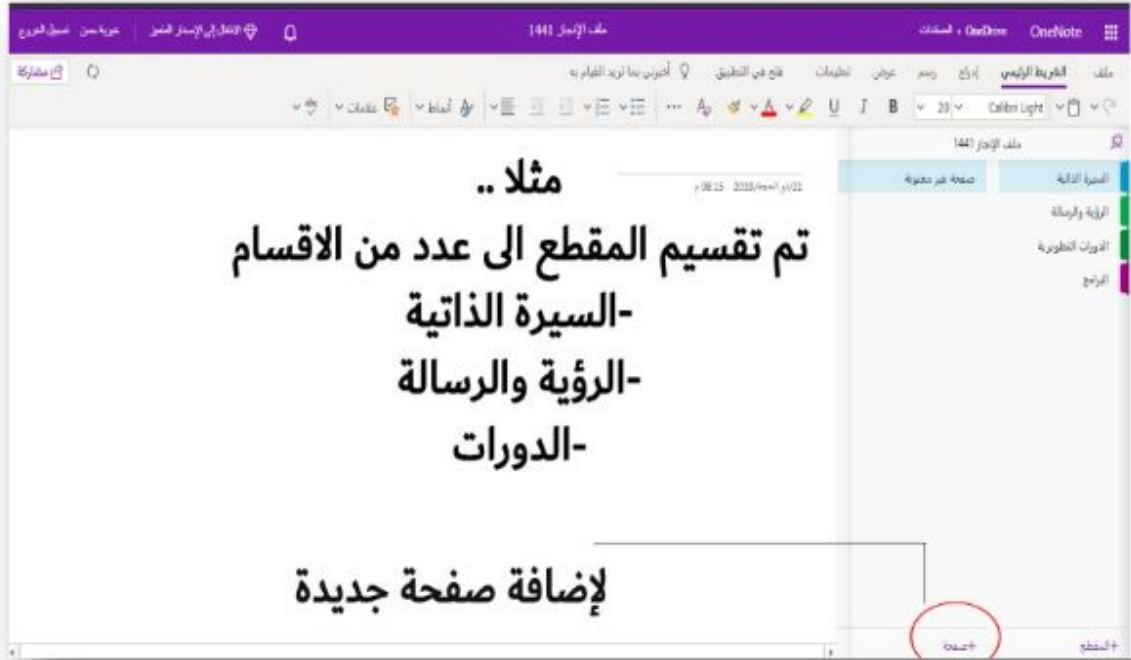 OneNote
OneDrive
ملف الإنجاز 1441
الانتقال إلى الإصدار المميز
تسجيل الخروج
ملف
الشريط الرئيسي
إدراج
رسم
عرض
تعليمات
فتح في التطبيق
أخبرني بما تريد القيام به
مشاركة
Calibri Light
20
B
I
U
أنماط
علامات
ملف الإنجاز 1441
السيرة الذاتية
صفحة غير معنونة
الرؤية والرسالة
الدورات التطويرية
البرامج
مثلا ..
تم تقسيم المقطع الى عدد من الاقسام
-السيرة الذاتية
-الرؤية والرسالة
-الدورات
لإضافة صفحة جديدة
+المقطع
+صفحة